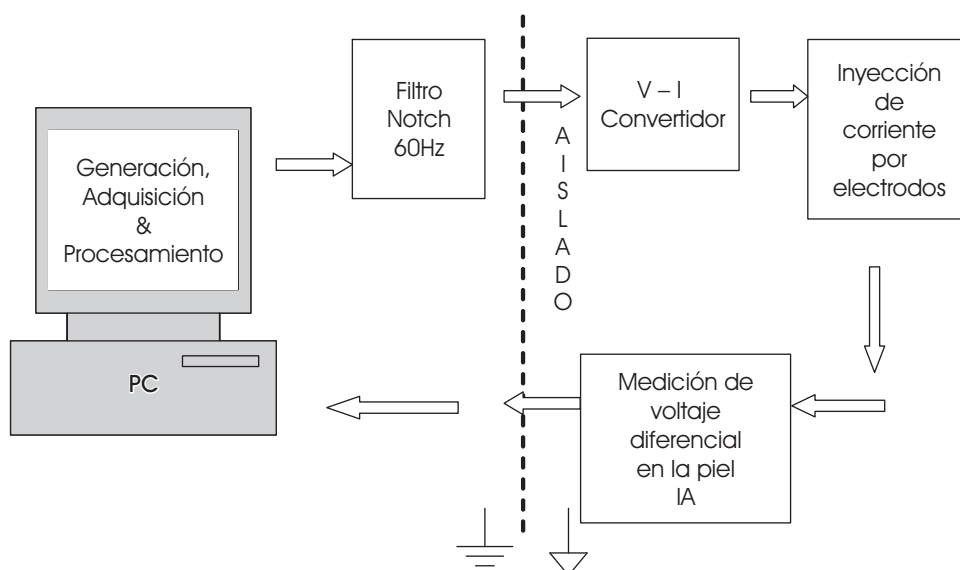 Generación,
Adquisición
&
Procesamiento
PC
Filtro
Notch
60Hz
A
I
S
L
A
D
O
V – I
Convertidor
Inyección
de
corriente
por
electrodos
Medición de
voltaje
diferencial
en la piel
IA